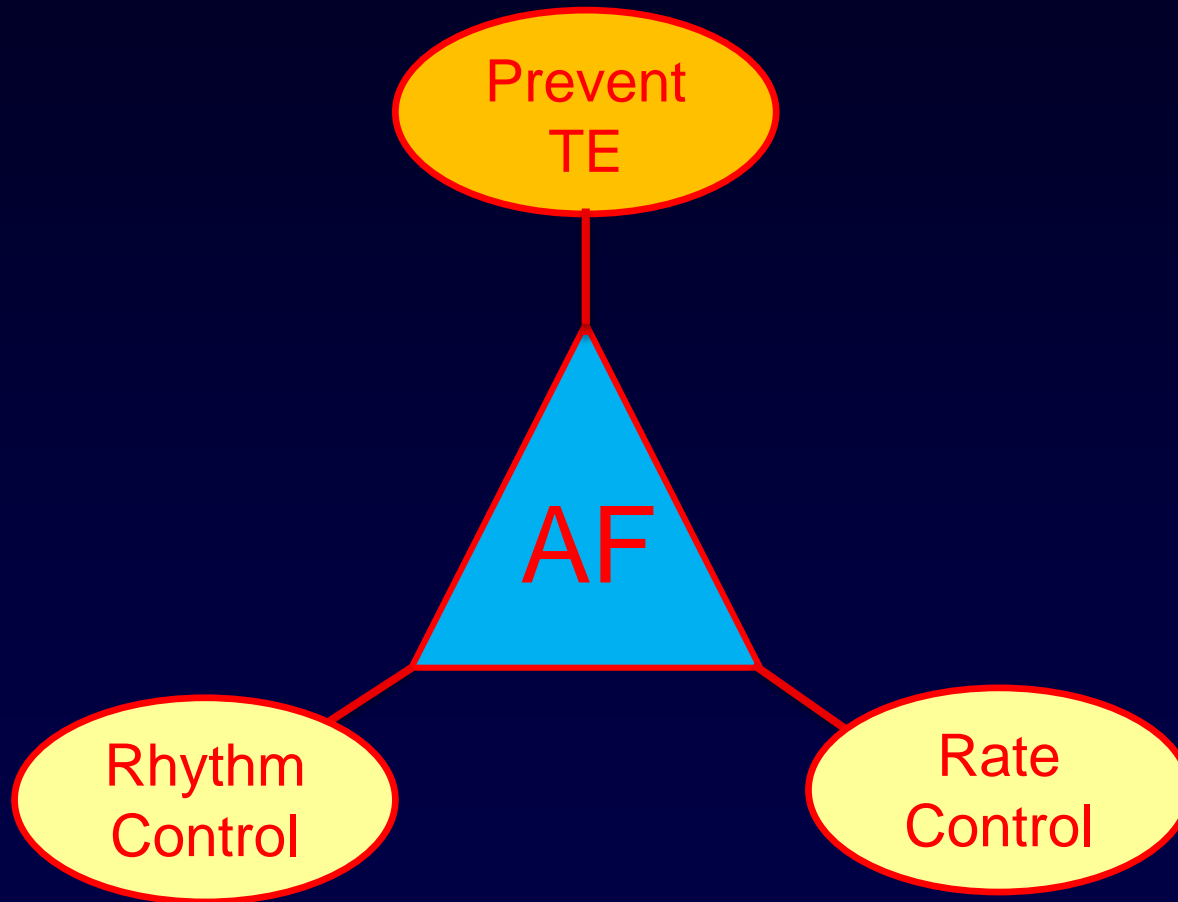 Prevent
TE
AF
Rhythm
Control
Rate
Control